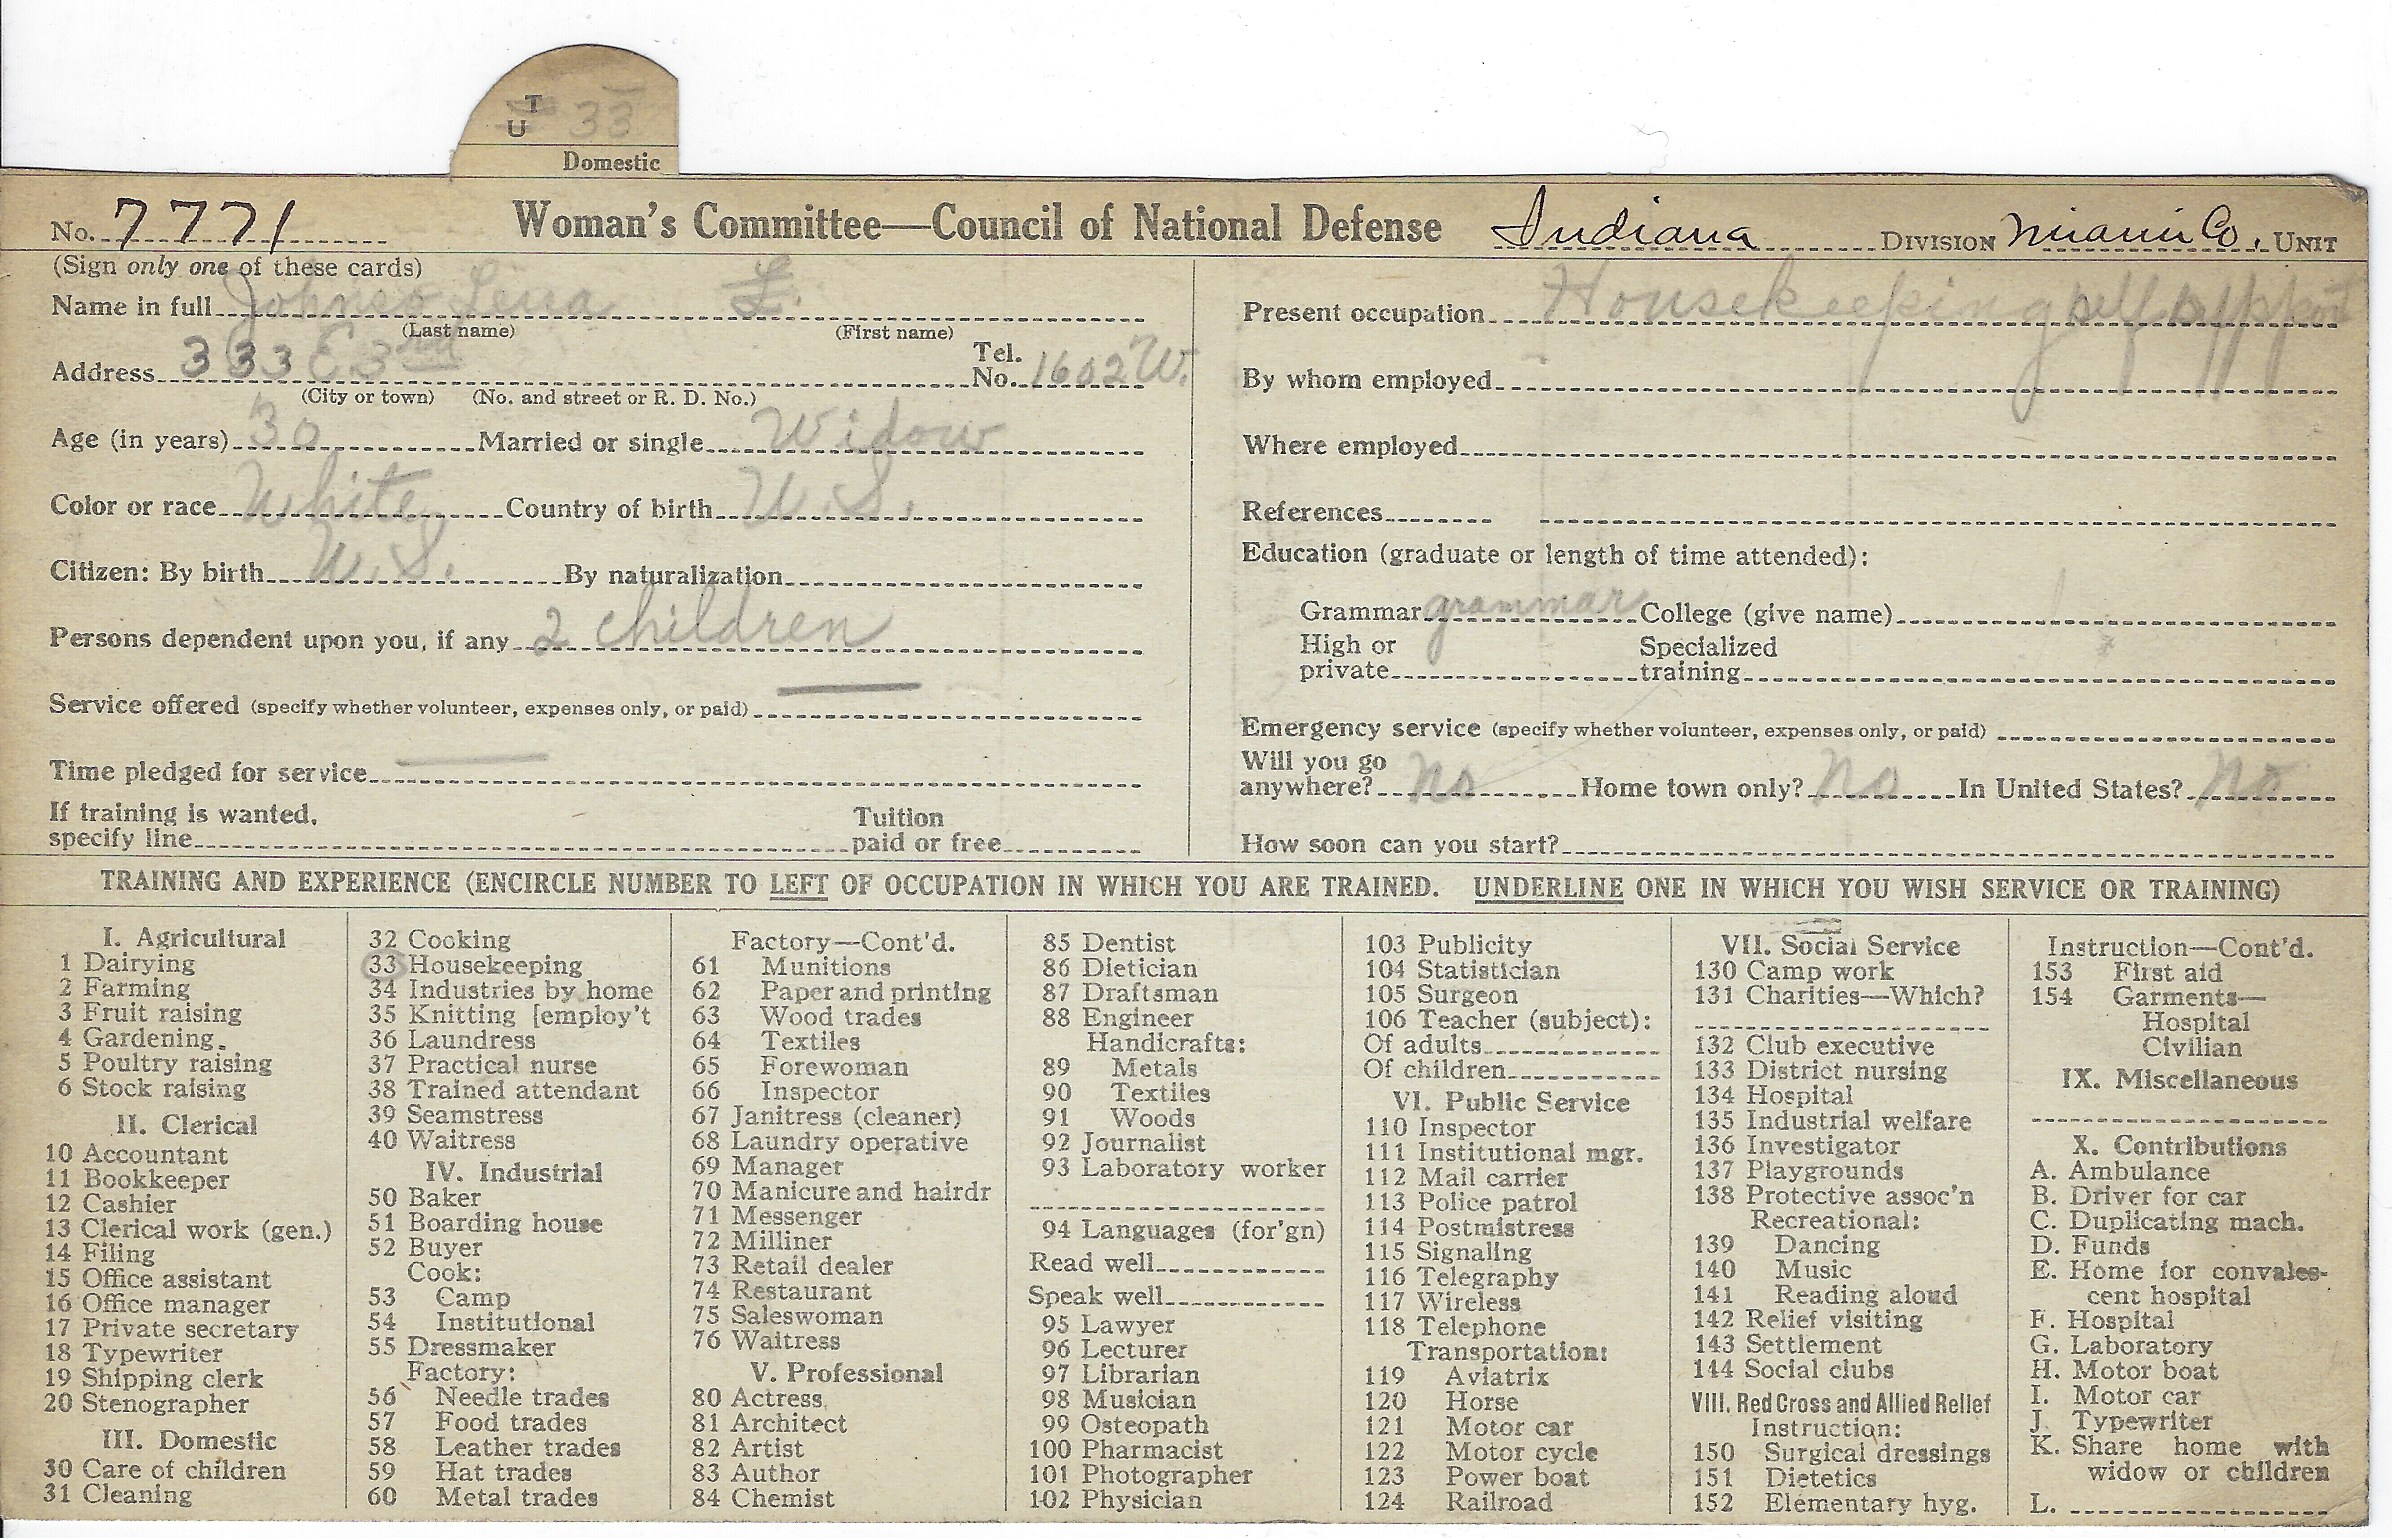 T
U 33
Domestic
No. 7771 Woman's Committee—Council of National Defense Indiana DIVISION Miami Co. UNIT
(Sign only one of these cards)
Name in full Johnso Lena E.
(Last name) (First name)
Address 333 E 3rd Tel. No. 1602 W.
(City or town) (No. and street or R. D. No.)
Age (in years) 30 Married or single Widow
Color or race White Country of birth U.S.
Citizen: By birth U.S. By naturalization
Persons dependent upon you, if any 2 children
Service offered (specify whether volunteer, expenses only, or paid) —
Time pledged for service —
If training is wanted, specify line Tuition paid or free
Present occupation Housekeeping self support
By whom employed
Where employed
References
Education (graduate or length of time attended):
Grammar grammar College (give name)
High or private Specialized training
Emergency service (specify whether volunteer, expenses only, or paid)
Will you go anywhere? No Home town only? No In United States? No
How soon can you start?
TRAINING AND EXPERIENCE (ENCIRCLE NUMBER TO LEFT OF OCCUPATION IN WHICH YOU ARE TRAINED. UNDERLINE ONE IN WHICH YOU WISH SERVICE OR TRAINING)
I. Agricultural
1 Dairying
2 Farming
3 Fruit raising
4 Gardening.
5 Poultry raising
6 Stock raising
II. Clerical
10 Accountant
11 Bookkeeper
12 Cashier
13 Clerical work (gen.)
14 Filing
15 Office assistant
16 Office manager
17 Private secretary
18 Typewriter
19 Shipping clerk
20 Stenographer
III. Domestic
30 Care of children
31 Cleaning
32 Cooking
33 Housekeeping
34 Industries by home
35 Knitting [employ't
36 Laundress
37 Practical nurse
38 Trained attendant
39 Seamstress
40 Waitress
IV. Industrial
50 Baker
51 Boarding house
52 Buyer
Cook:
53 Camp
54 Institutional
55 Dressmaker
Factory:
56 Needle trades
57 Food trades
58 Leather trades
59 Hat trades
60 Metal trades
Factory—Cont'd.
61 Munitions
62 Paper and printing
63 Wood trades
64 Textiles
65 Forewoman
66 Inspector
67 Janitress (cleaner)
68 Laundry operative
69 Manager
70 Manicure and hairdr
71 Messenger
72 Milliner
73 Retail dealer
74 Restaurant
75 Saleswoman
76 Waitress
V. Professional
80 Actress
81 Architect
82 Artist
83 Author
84 Chemist
85 Dentist
86 Dietician
87 Draftsman
88 Engineer
Handicrafts:
89 Metals
90 Textiles
91 Woods
92 Journalist
93 Laboratory worker
94 Languages (for'gn)
Read well
Speak well
95 Lawyer
96 Lecturer
97 Librarian
98 Musician
99 Osteopath
100 Pharmacist
101 Photographer
102 Physician
103 Publicity
104 Statistician
105 Surgeon
106 Teacher (subject):
Of adults
Of children
VI. Public Service
110 Inspector
111 Institutional mgr.
112 Mail carrier
113 Police patrol
114 Postmistress
115 Signaling
116 Telegraphy
117 Wireless
118 Telephone
Transportation:
119 Aviatrix
120 Horse
121 Motor car
122 Motor cycle
123 Power boat
124 Railroad
VII. Social Service
130 Camp work
131 Charities—Which?
132 Club executive
133 District nursing
134 Hospital
135 Industrial welfare
136 Investigator
137 Playgrounds
138 Protective assoc'n
Recreational:
139 Dancing
140 Music
141 Reading aloud
142 Relief visiting
143 Settlement
144 Social clubs
VIII. Red Cross and Allied Relief
Instruction:
150 Surgical dressings
151 Dietetics
152 Elementary hyg.
Instruction—Cont'd.
153 First aid
154 Garments—
Hospital
Civilian
IX. Miscellaneous
X. Contributions
A. Ambulance
B. Driver for car
C. Duplicating mach.
D. Funds
E. Home for convales-
cent hospital
F. Hospital
G. Laboratory
H. Motor boat
I. Motor car
J. Typewriter
K. Share home with
widow or children
L.